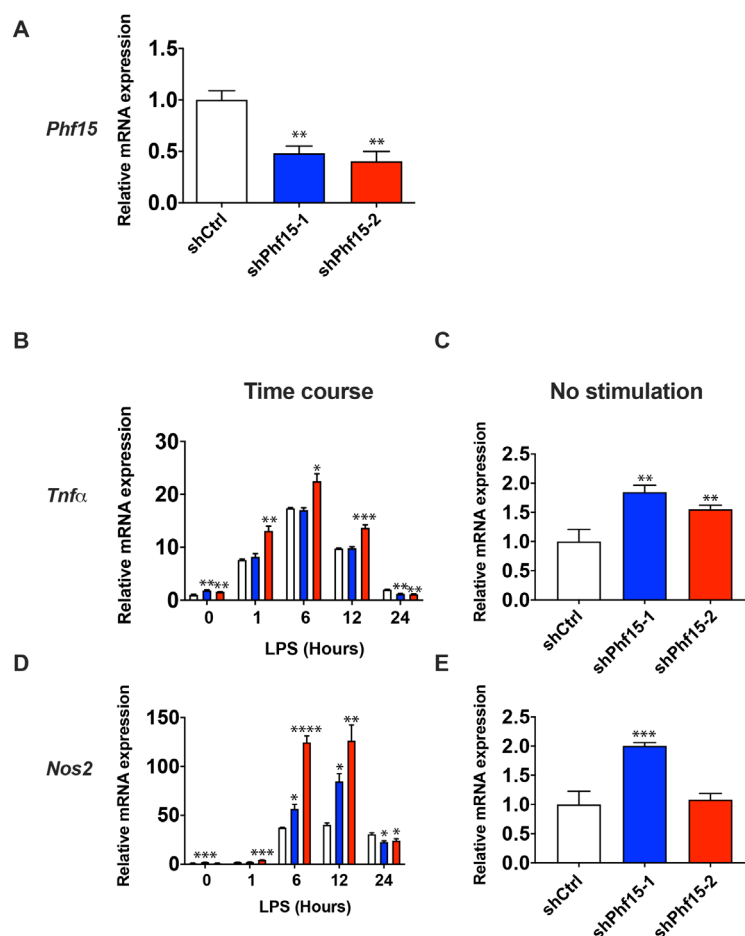 A
Phf15
Relative mRNA expression
1.5
1.0
0.5
0.0
**
**
shCtrl
shPhf15-1
shPhf15-2
B
Time course
Tnfα
Relative mRNA expression
30
20
10
0
**
**
**
*
***
**
**
0 1 6 12 24
LPS (Hours)
C
No stimulation
Relative mRNA expression
2.5
2.0
1.5
1.0
0.5
0.0
**
**
shCtrl
shPhf15-1
shPhf15-2
D
Nos2
Relative mRNA expression
150
100
50
0
***
***
*
****
*
**
*
*
0 1 6 12 24
LPS (Hours)
E
Relative mRNA expression
2.5
2.0
1.5
1.0
0.5
0.0
***
shCtrl
shPhf15-1
shPhf15-2